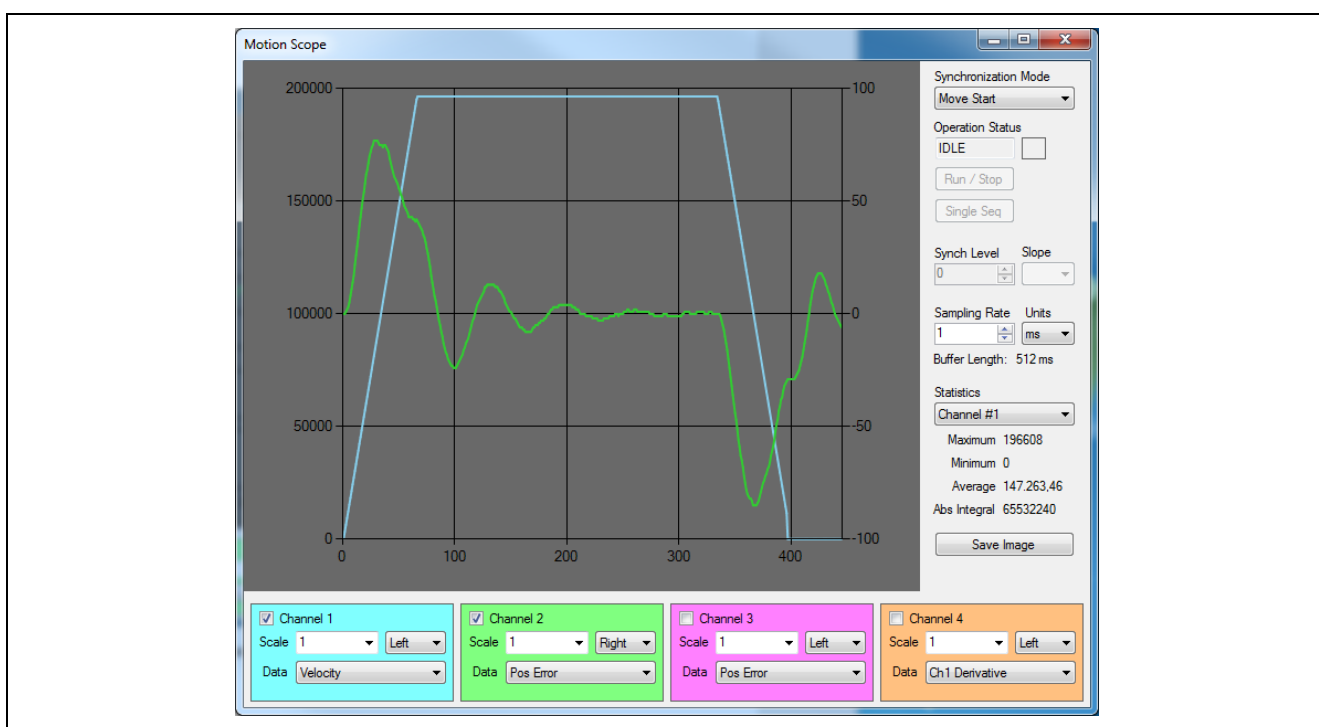 Motion Scope
200000
150000
100000
50000
0
100
50
0
-50
-100
0 100 200 300 400
Synchronization Mode
Move Start
Operation Status
IDLE
Run / Stop
Single Seq
Synch Level Slope
0
Sampling Rate Units
1 ms
Buffer Length: 512 ms
Statistics
Channel #1
Maximum 196608
Minimum 0
Average 147.263,46
Abs Integral 65532240
Save Image
Channel 1
Scale 1 Left
Data Velocity
Channel 2
Scale 1 Right
Data Pos Error
Channel 3
Scale 1 Left
Data Pos Error
Channel 4
Scale 1 Left
Data Ch1 Derivative